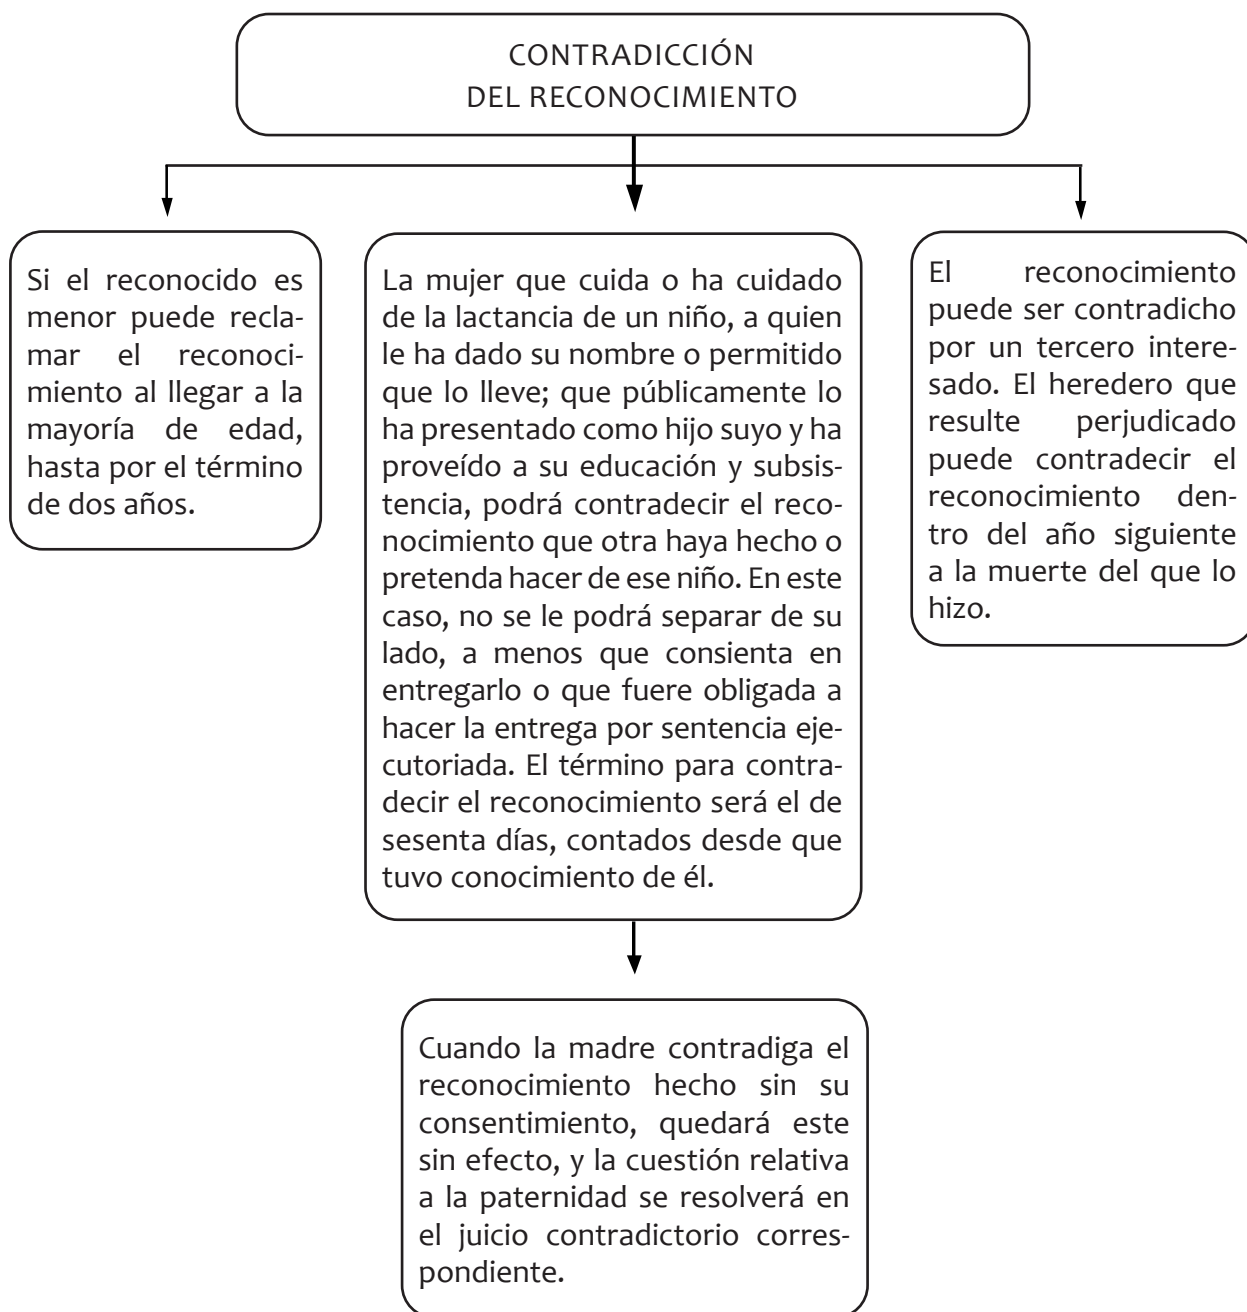 CONTRADICCIÓN
DEL RECONOCIMIENTO
Si el reconocido es
menor puede recla-
mar el reconoci-
miento al llegar a la
mayoría de edad,
hasta por el término
de dos años.
La mujer que cuida o ha cuidado
de la lactancia de un niño, a quien
le ha dado su nombre o permitido
que lo lleve; que públicamente lo
ha presentado como hijo suyo y ha
proveído a su educación y subsis-
tencia, podrá contradecir el reco-
nocimiento que otra haya hecho o
pretenda hacer de ese niño. En este
caso, no se le podrá separar de su
lado, a menos que consienta en
entregarlo o que fuere obligada a
hacer la entrega por sentencia eje-
cutoriada. El término para contra-
decir el reconocimiento será el de
sesenta días, contados desde que
tuvo conocimiento de él.
El reconocimiento
puede ser contradicho
por un tercero intere-
sado. El heredero que
resulte perjudicado
puede contradecir el
reconocimiento den-
tro del año siguiente
a la muerte del que lo
hizo.
Cuando la madre contradiga el
reconocimiento hecho sin su
consentimiento, quedará este
sin efecto, y la cuestión relativa
a la paternidad se resolverá en
el juicio contradictorio corres-
pondiente.